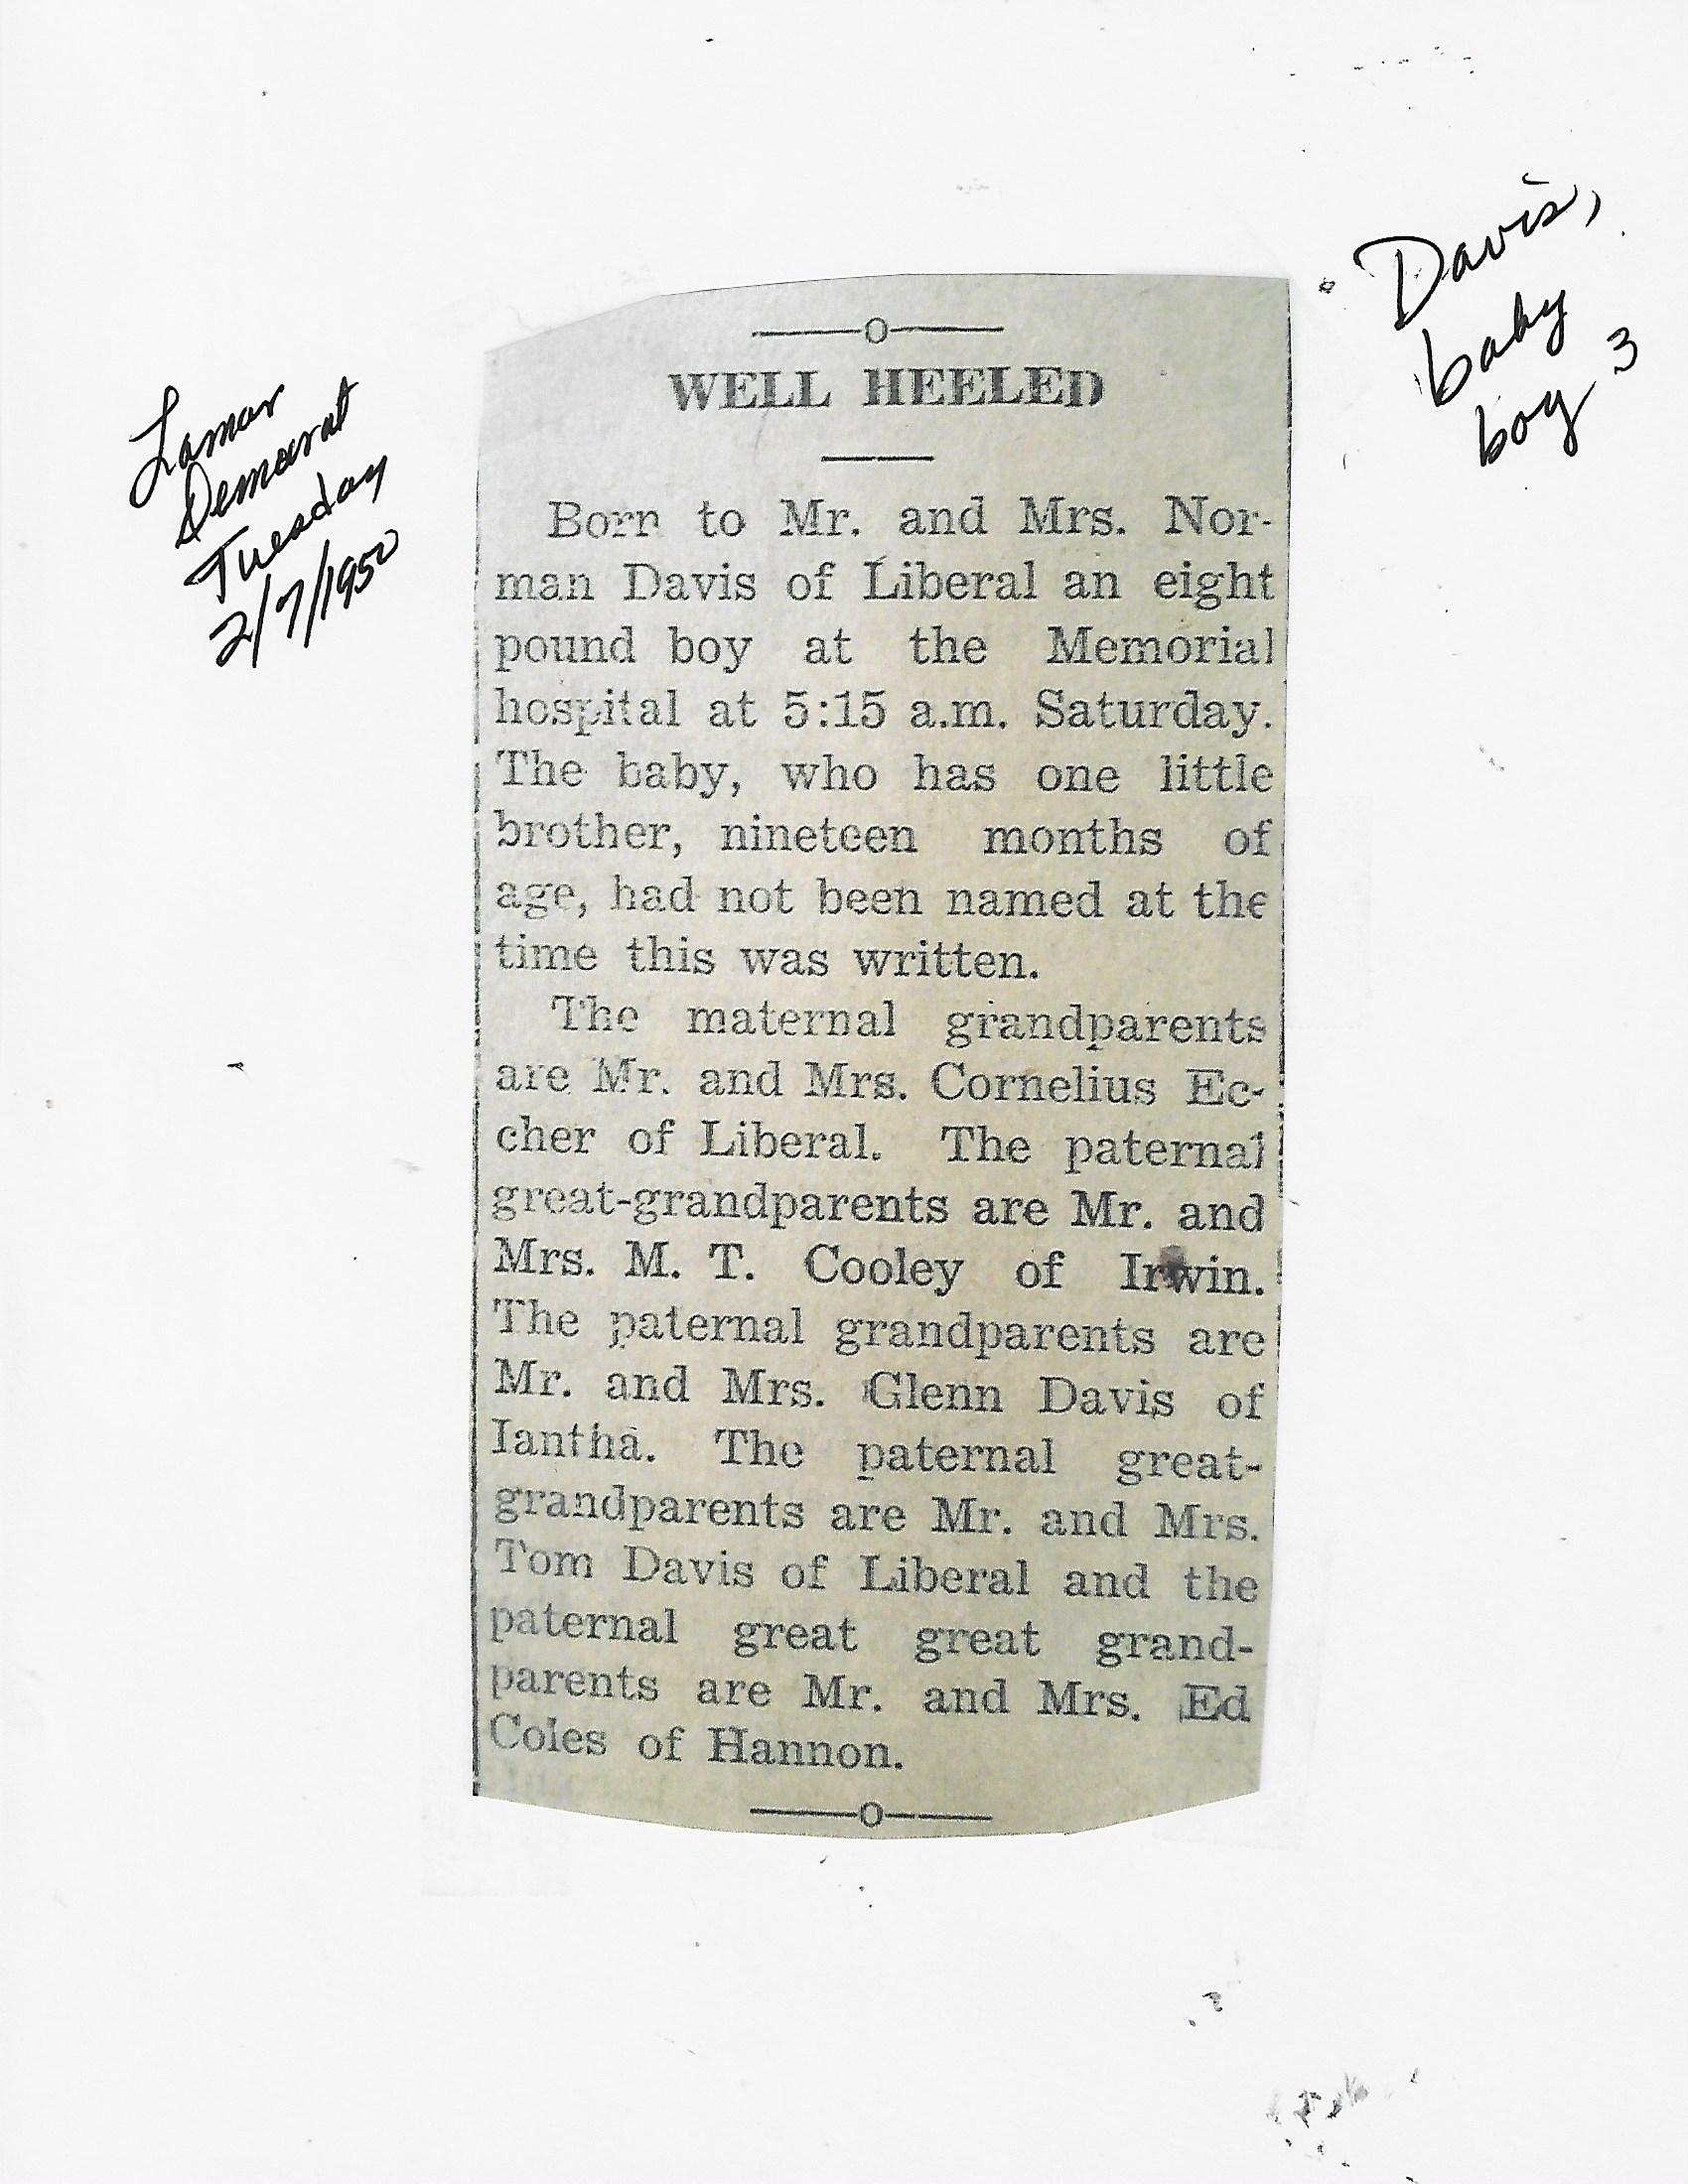 Davis,
baby
boy 3
Lamar
Democrat
Tuesday
2/7/1950
WELL HEELED
Born to Mr. and Mrs. Nor-
man Davis of Liberal an eight
pound boy at the Memorial
hospital at 5:15 a.m. Saturday.
The baby, who has one little
brother, nineteen months of
age, had not been named at the
time this was written.
The maternal grandparents
are Mr. and Mrs. Cornelius Ec-
cher of Liberal. The paternal
great-grandparents are Mr. and
Mrs. M. T. Cooley of Irwin.
The paternal grandparents are
Mr. and Mrs. Glenn Davis of
Iantha. The paternal great-
grandparents are Mr. and Mrs.
Tom Davis of Liberal and the
paternal great great grand-
parents are Mr. and Mrs. Ed
Coles of Hannon.